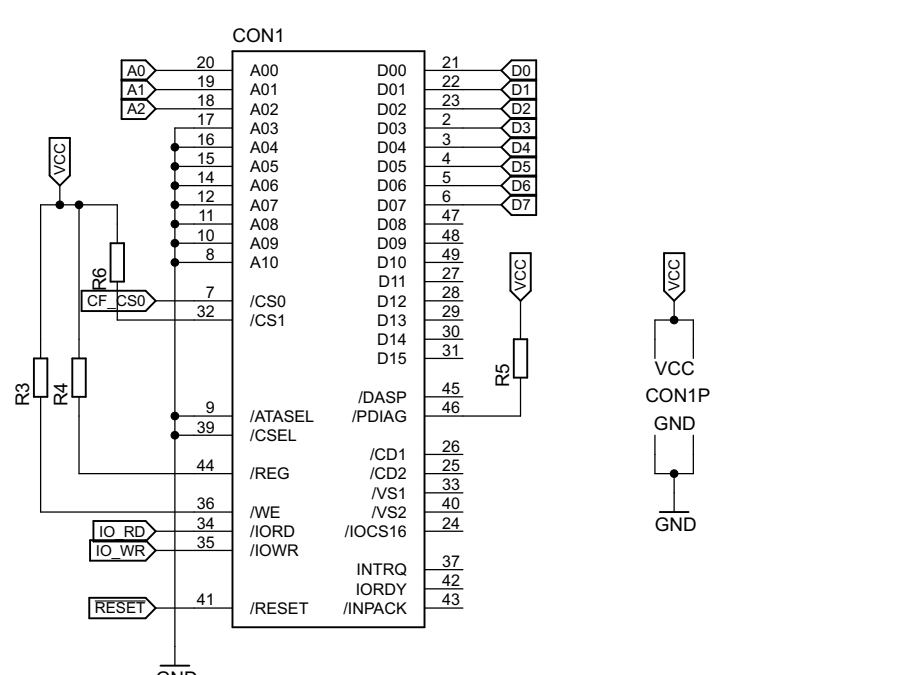 CON1
A0 20 A00 D00 21 D0
A1 19 A01 D01 22 D1
A2 18 A02 D02 23 D2
17 A03 D03 2 D3
16 A04 D04 3 D4
15 A05 D05 4 D5
14 A06 D06 5 D6
12 A07 D07 6 D7
11 A08 D08 47
10 A09 D09 48
8 A10 D10 49
D11 27
CF_CS0 7 /CS0 D12 28
32 /CS1 D13 29
D14 30
D15 31
/DASP 45
9 /ATASEL /PDIAG 46
39 /CSEL
/CD1 26
44 /REG /CD2 25
/VS1 33
36 /WE /VS2 40
IO_RD 34 /IORD /IOCS16 24
IO_WR 35 /IOWR
INTRQ 37
IORDY 42
RESET 41 /RESET /INPACK 43
VCC
R6
R3
R4
GND
VCC
R5
VCC
VCC
CON1P
GND
GND